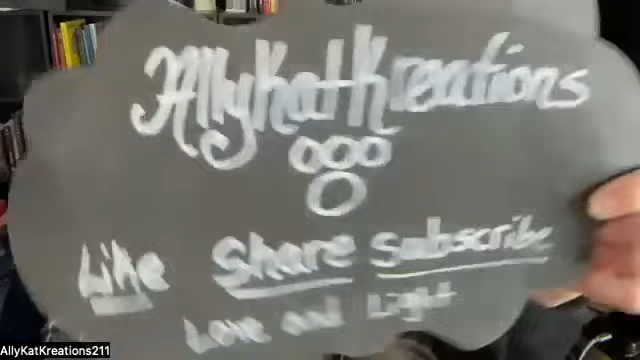 AllyKatKreations
Like Share Subscribe
Love and Light
AllyKatKreations211